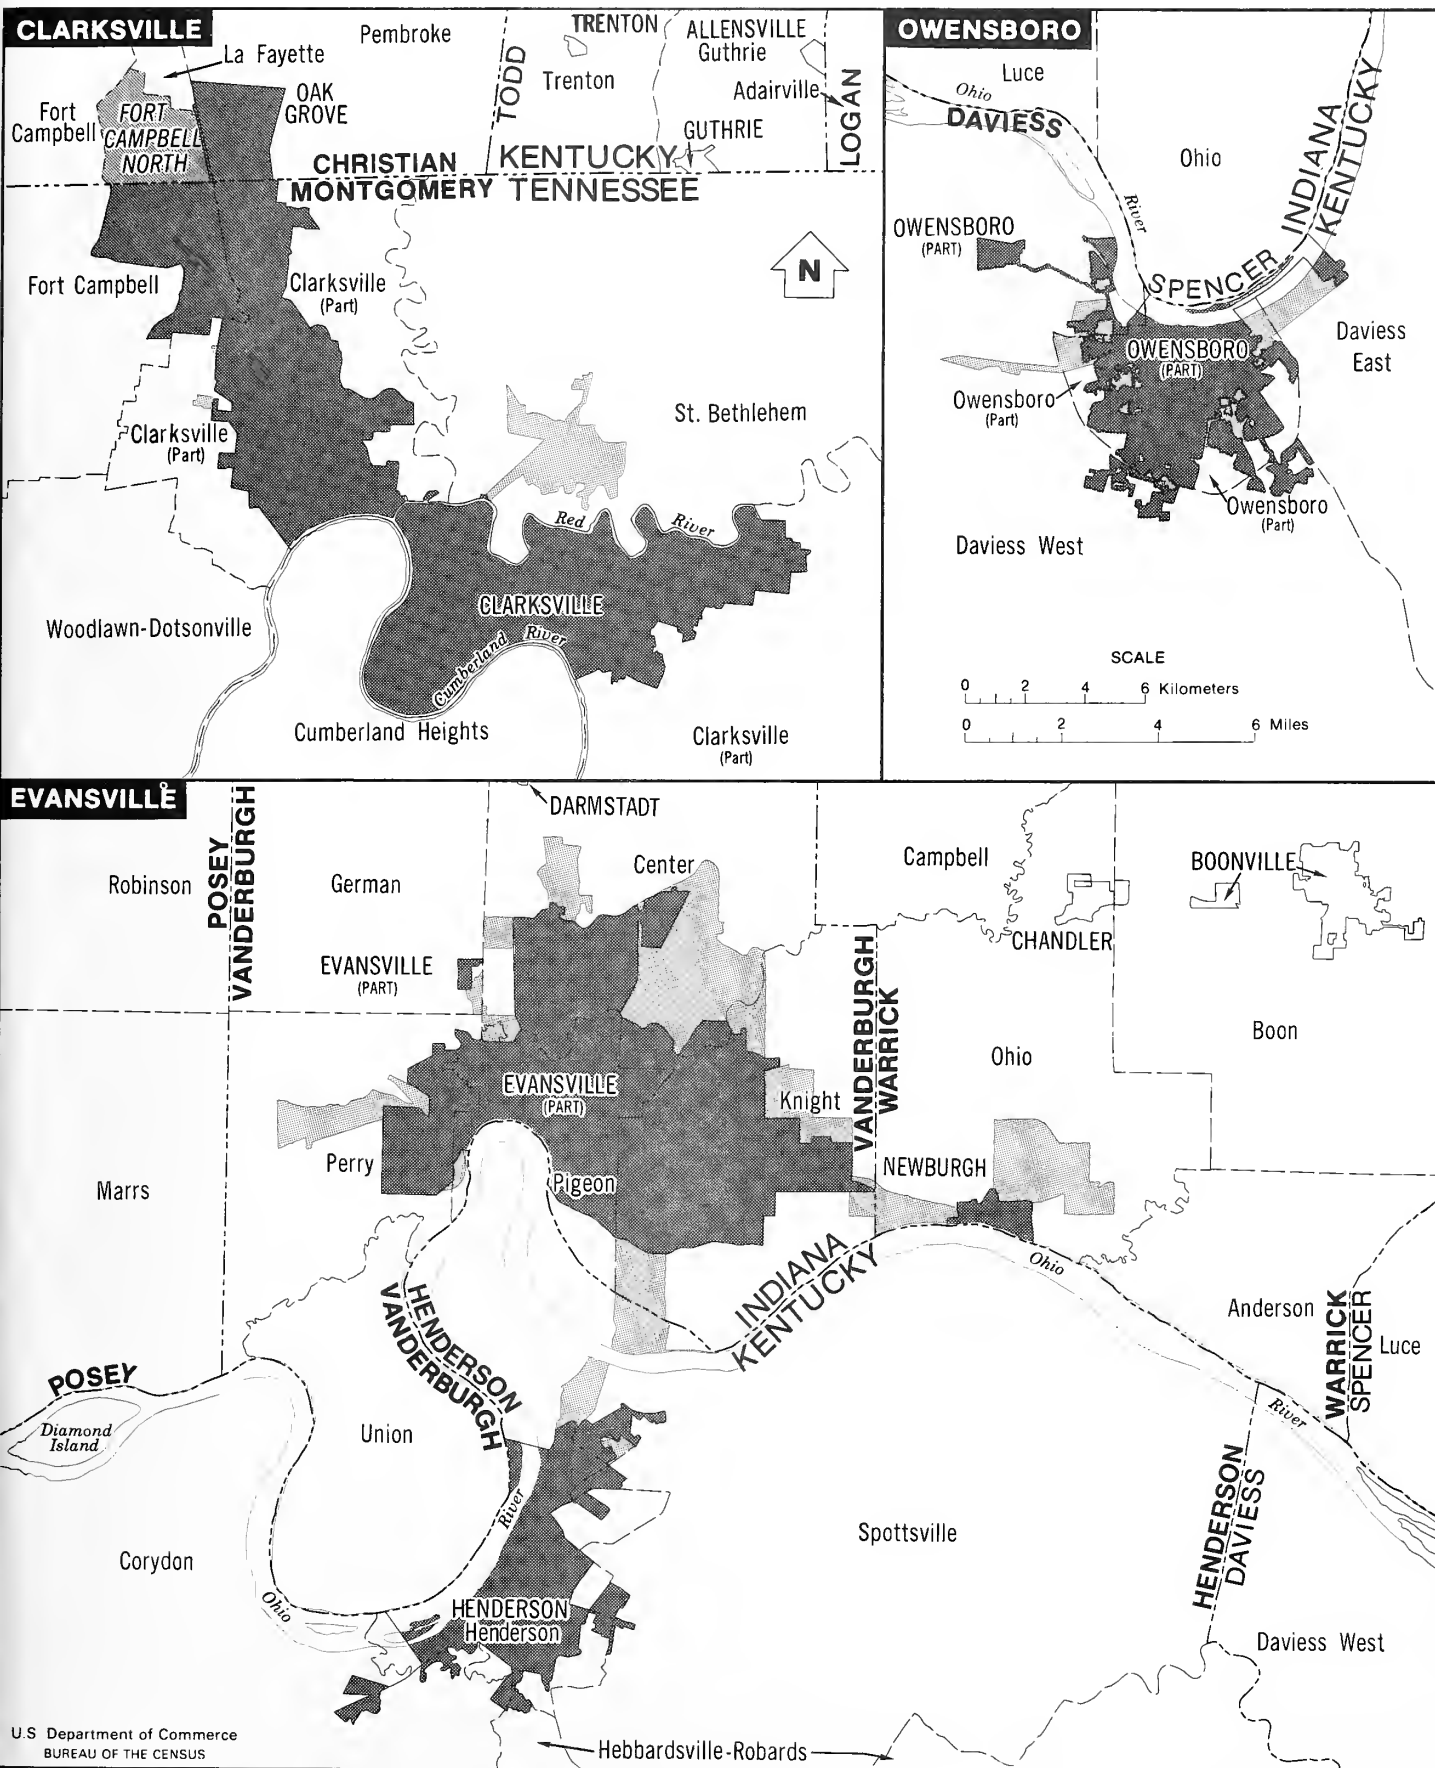 CLARKSVILLE
La Fayette
Pembroke
TODD
TRENTON
Trenton
ALLENSVILLE
Guthrie
Adairville
LOGAN
GUTHRIE
Fort
Campbell
FORT
CAMPBELL
NORTH
OAK
GROVE
CHRISTIAN
KENTUCKY
MONTGOMERY
TENNESSEE
Fort Campbell
Clarksville
(Part)
N
Clarksville
(Part)
St. Bethlehem
Red
River
CLARKSVILLE
Woodlawn-Dotsonville
Cumberland
River
Cumberland Heights
Clarksville
(Part)
OWENSBORO
Luce
Ohio
DAVIESS
Ohio
River
INDIANA
KENTUCKY
OWENSBORO
(PART)
SPENCER
OWENSBORO
(PART)
Daviess
East
Owensboro
(Part)
Owensboro
(Part)
Daviess West
SCALE
0 2 4 6 Kilometers
0 2 4 6 Miles
EVANSVILLE
POSEY
VANDERBURGH
DARMSTADT
Robinson
German
Center
Campbell
BOONVILLE
CHANDLER
EVANSVILLE
(PART)
VANDERBURGH
WARRICK
Ohio
Boon
EVANSVILLE
(PART)
Knight
Perry
Pigeon
NEWBURGH
Marrs
INDIANA
KENTUCKY
Ohio
HENDERSON
VANDERBURGH
Anderson
WARRICK
SPENCER
Luce
POSEY
Diamond
Island
Union
River
River
HENDERSON
DAVIESS
Spottsville
Corydon
Ohio
HENDERSON
Henderson
Daviess West
U.S Department of Commerce
BUREAU OF THE CENSUS
Hebbardsville-Robards